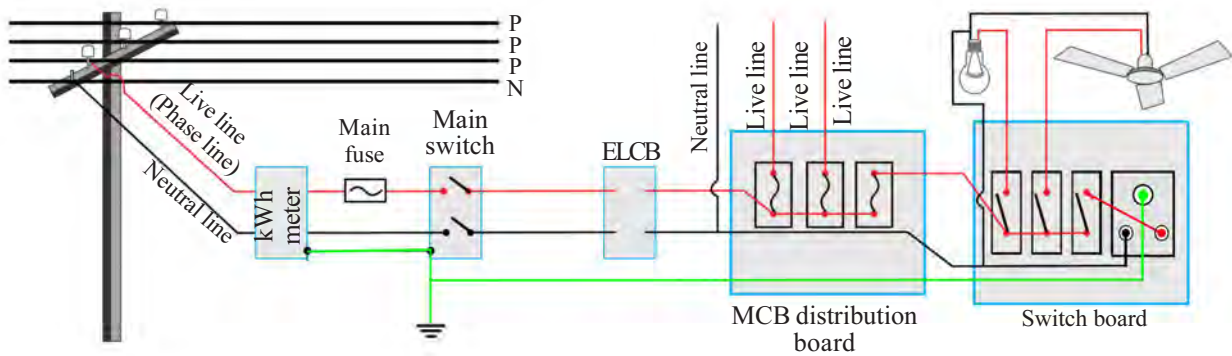 P
P
P
N
Live line
(Phase line)
Neutral line
kWh
meter
Main
fuse
Main
switch
ELCB
Neutral line
Live line
Live line
Live line
MCB distribution
board
Switch board